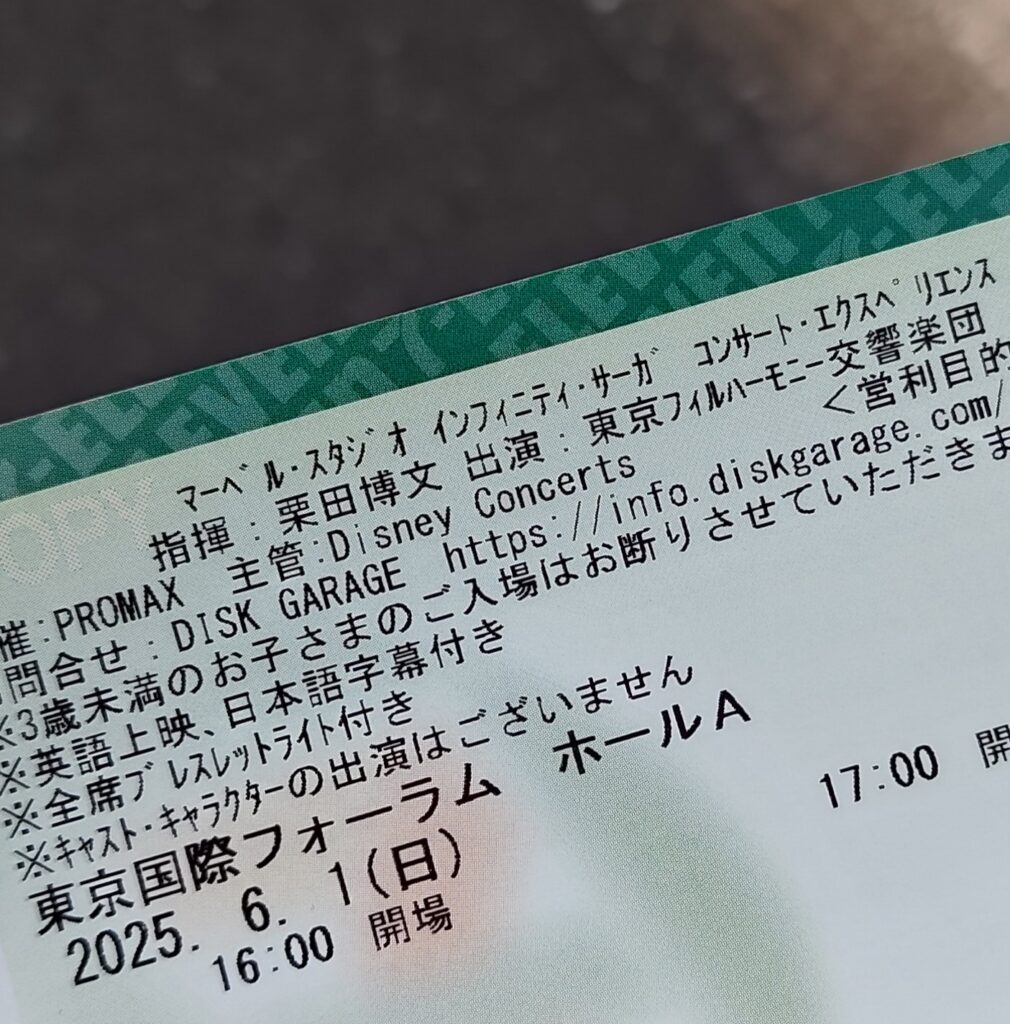 マーベル・スタジオ インフィニティ・サーガ コンサート・エクスペリエンス
指揮：栗田博文 出演：東京フィルハーモニー交響楽団
催:PROMAX 主管:Disney Concerts <営利目的
問合せ：DISK GARAGE https://info.diskgarage.com/
※3歳未満のお子さまのご入場はお断りさせていただきま
※英語上映、日本語字幕付き
※全席ブレスレットライト付き
※キャスト・キャラクターの出演はございません
東京国際フォーラム ホールA
2025. 6. 1(日)
16:00 開場 17:00 開